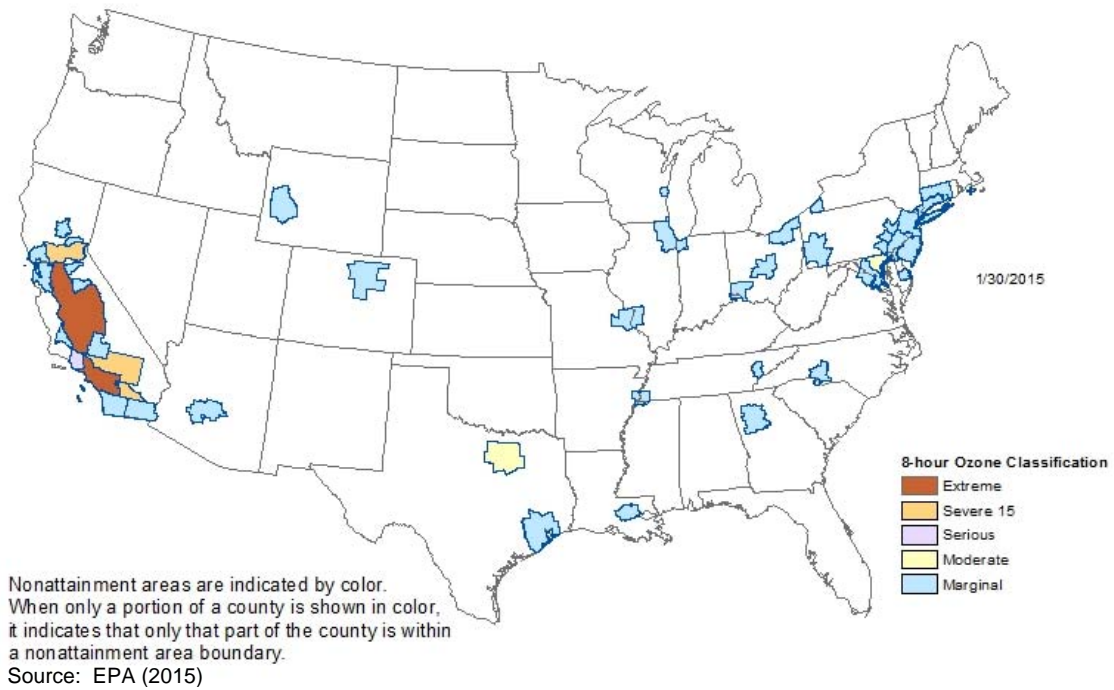 1/30/2015
8-hour Ozone Classification
Extreme
Severe 15
Serious
Moderate
Marginal
Nonattainment areas are indicated by color.
When only a portion of a county is shown in color,
it indicates that only that part of the county is within
a nonattainment area boundary.
Source: EPA (2015)